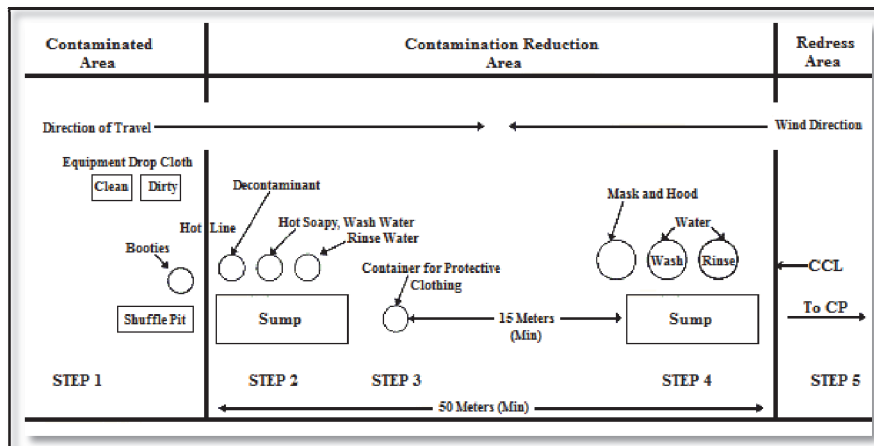 Contaminated
Area
Contamination Reduction
Area
Redress
Area
Direction of Travel
Wind Direction
Equipment Drop Cloth
Clean
Dirty
Decontaminant
Mask and Hood
Hot Line
Hot Soapy, Wash Water
Rinse Water
Water
Booties
Wash
Rinse
Container for Protective
Clothing
CCL
Shuffle Pit
Sump
15 Meters
(Min)
Sump
To CP
STEP 1
STEP 2
STEP 3
STEP 4
STEP 5
50 Meters (Min)